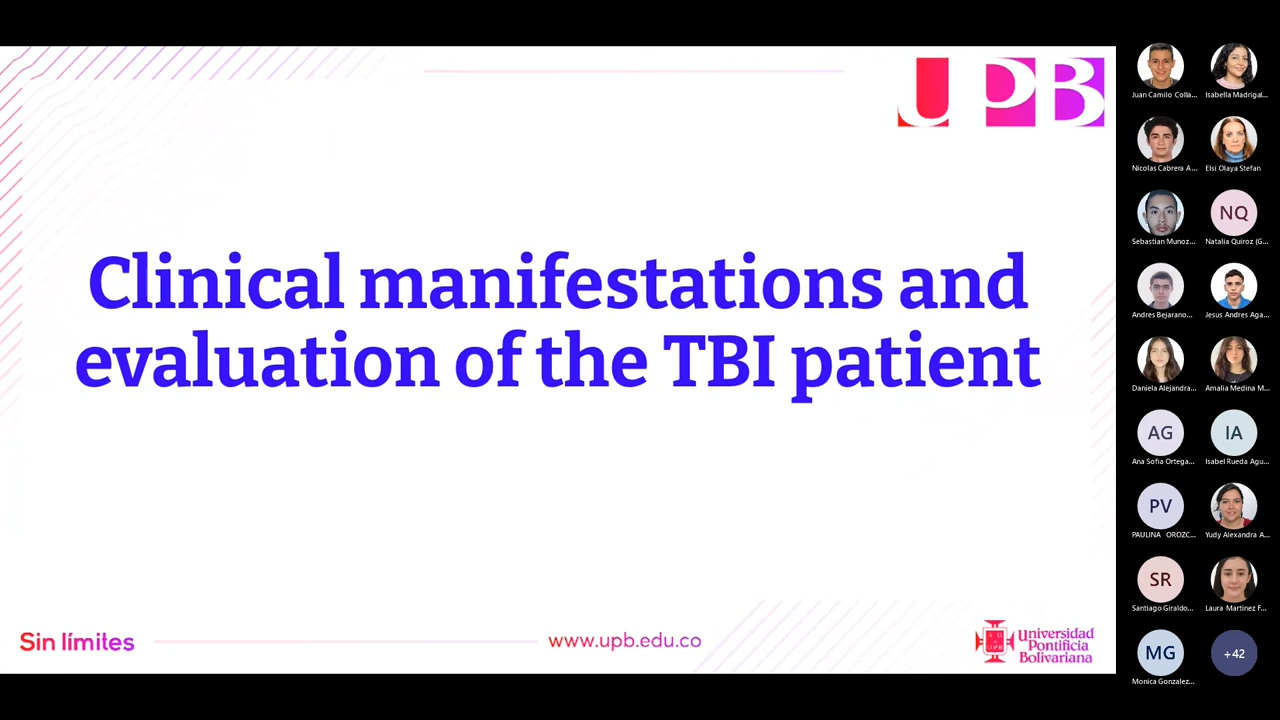 UPB
Clinical manifestations and
evaluation of the TBI patient
Sin límites
www.upb.edu.co
Universidad
Pontificia
Bolivariana
Juan Camilo Colla...
Isabella Madrigal...
Nicolas Cabrera A...
Elsi Olaya Stefan
Sebastian Munoz...
NQ
Natalia Quiroz (G...
Andres Bejarano...
Jesus Andres Aga...
Daniela Alejandra...
Amalia Medina M...
AG
IA
Ana Sofia Ortega...
Isabel Rueda Agu...
PV
PAULINA OROZC...
Yudy Alexandra A...
SR
Santiago Giraldo...
Laura Martinez F...
MG
+42
Monica Gonzalez...